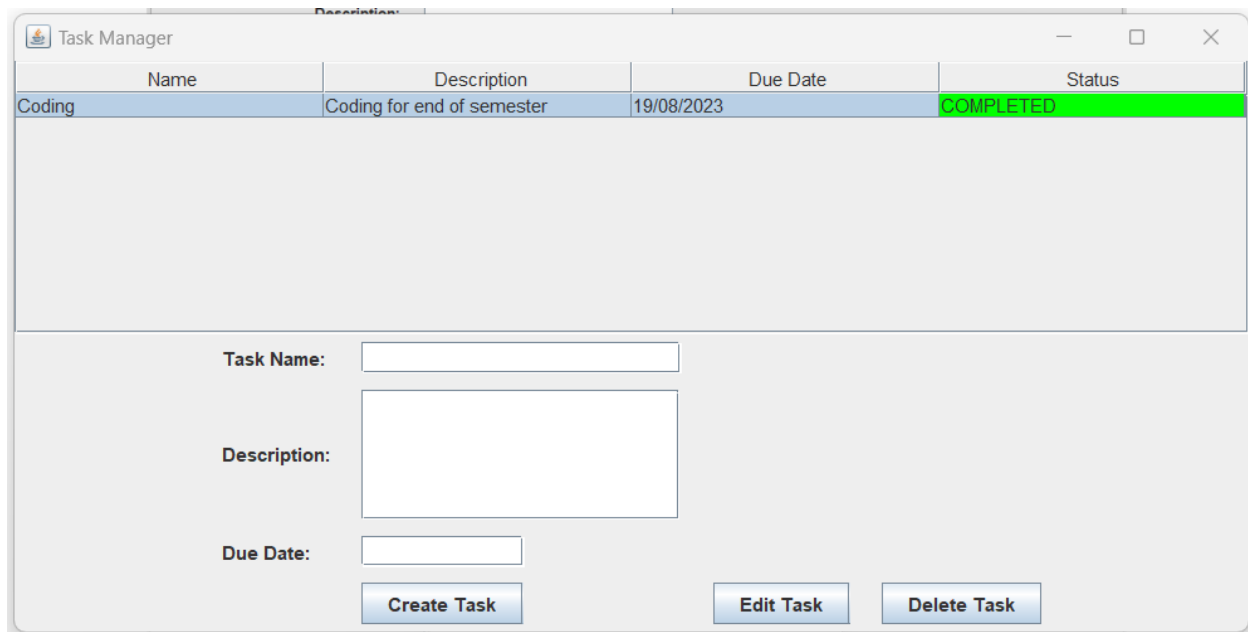 Description:
Task Manager
Name Description Due Date Status
Coding Coding for end of semester 19/08/2023 COMPLETED
Task Name:
Description:
Due Date:
Create Task Edit Task Delete Task